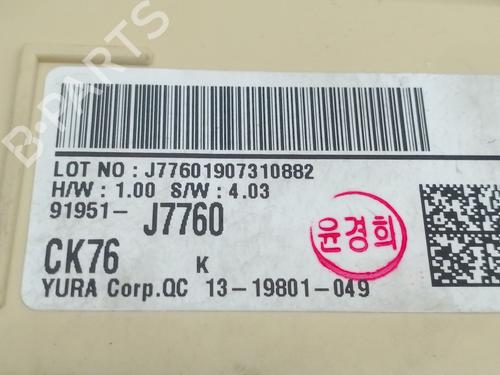 B-PARTS
LOT NO : J77601907310882
H/W : 1.00 S/W : 4.03
91951- J7760
CK76 K
YURA Corp.QC 13-19801-049
윤경희